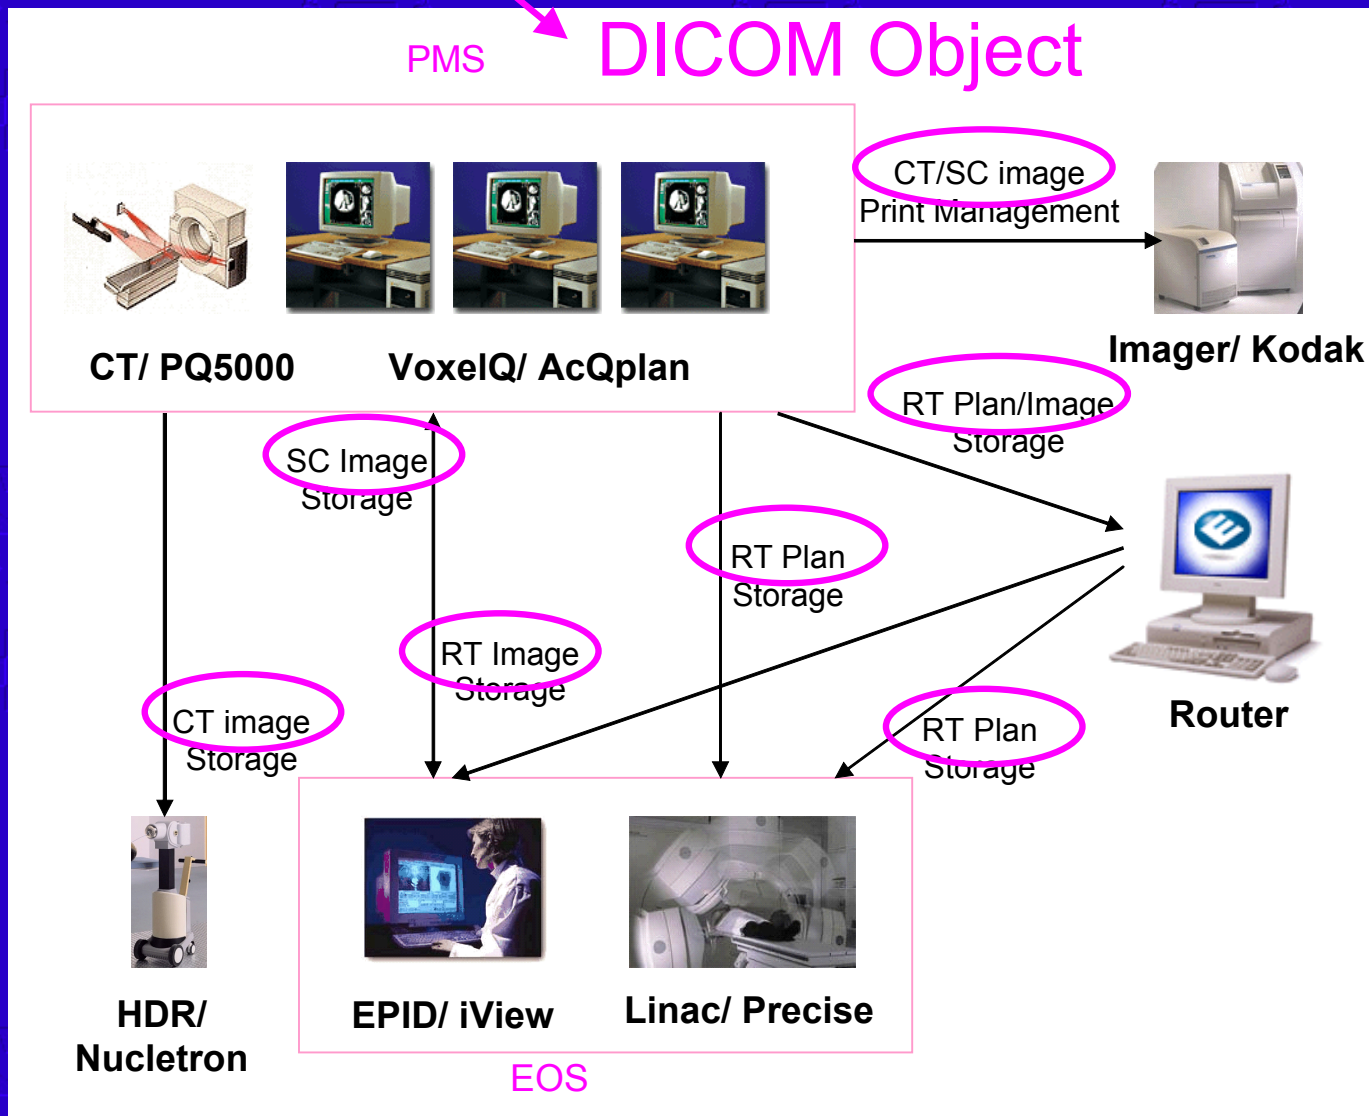 PMS
DICOM Object
CT/SC image
Print Management
CT/ PQ5000
VoxelQ/ AcQplan
Imager/ Kodak
RT Plan/Image
Storage
SC Image
Storage
RT Plan
Storage
RT Image
Storage
CT image
Storage
RT Plan
Storage
Router
HDR/
Nucletron
EPID/ iView
Linac/ Precise
EOS